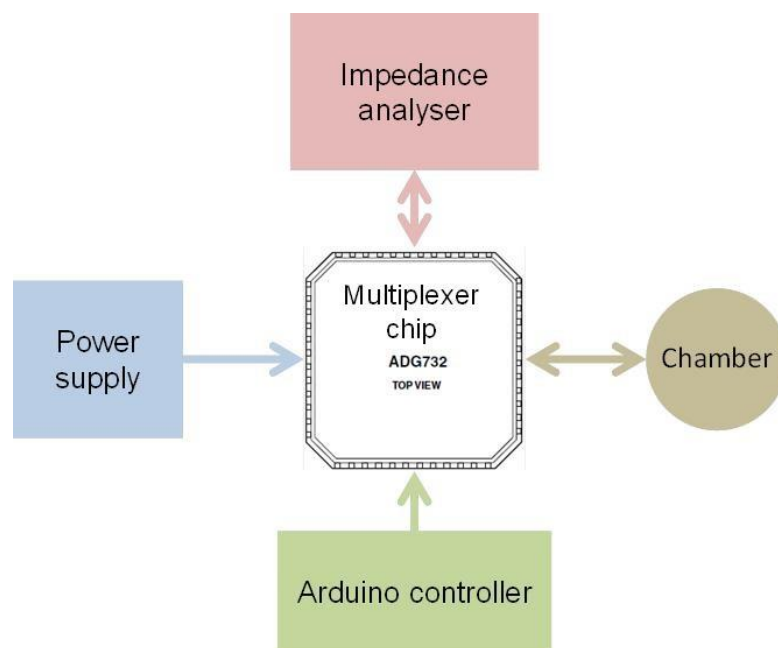 Impedance
analyser
Multiplexer
chip
ADG732
TOP VIEW
Power
supply
Chamber
Arduino controller